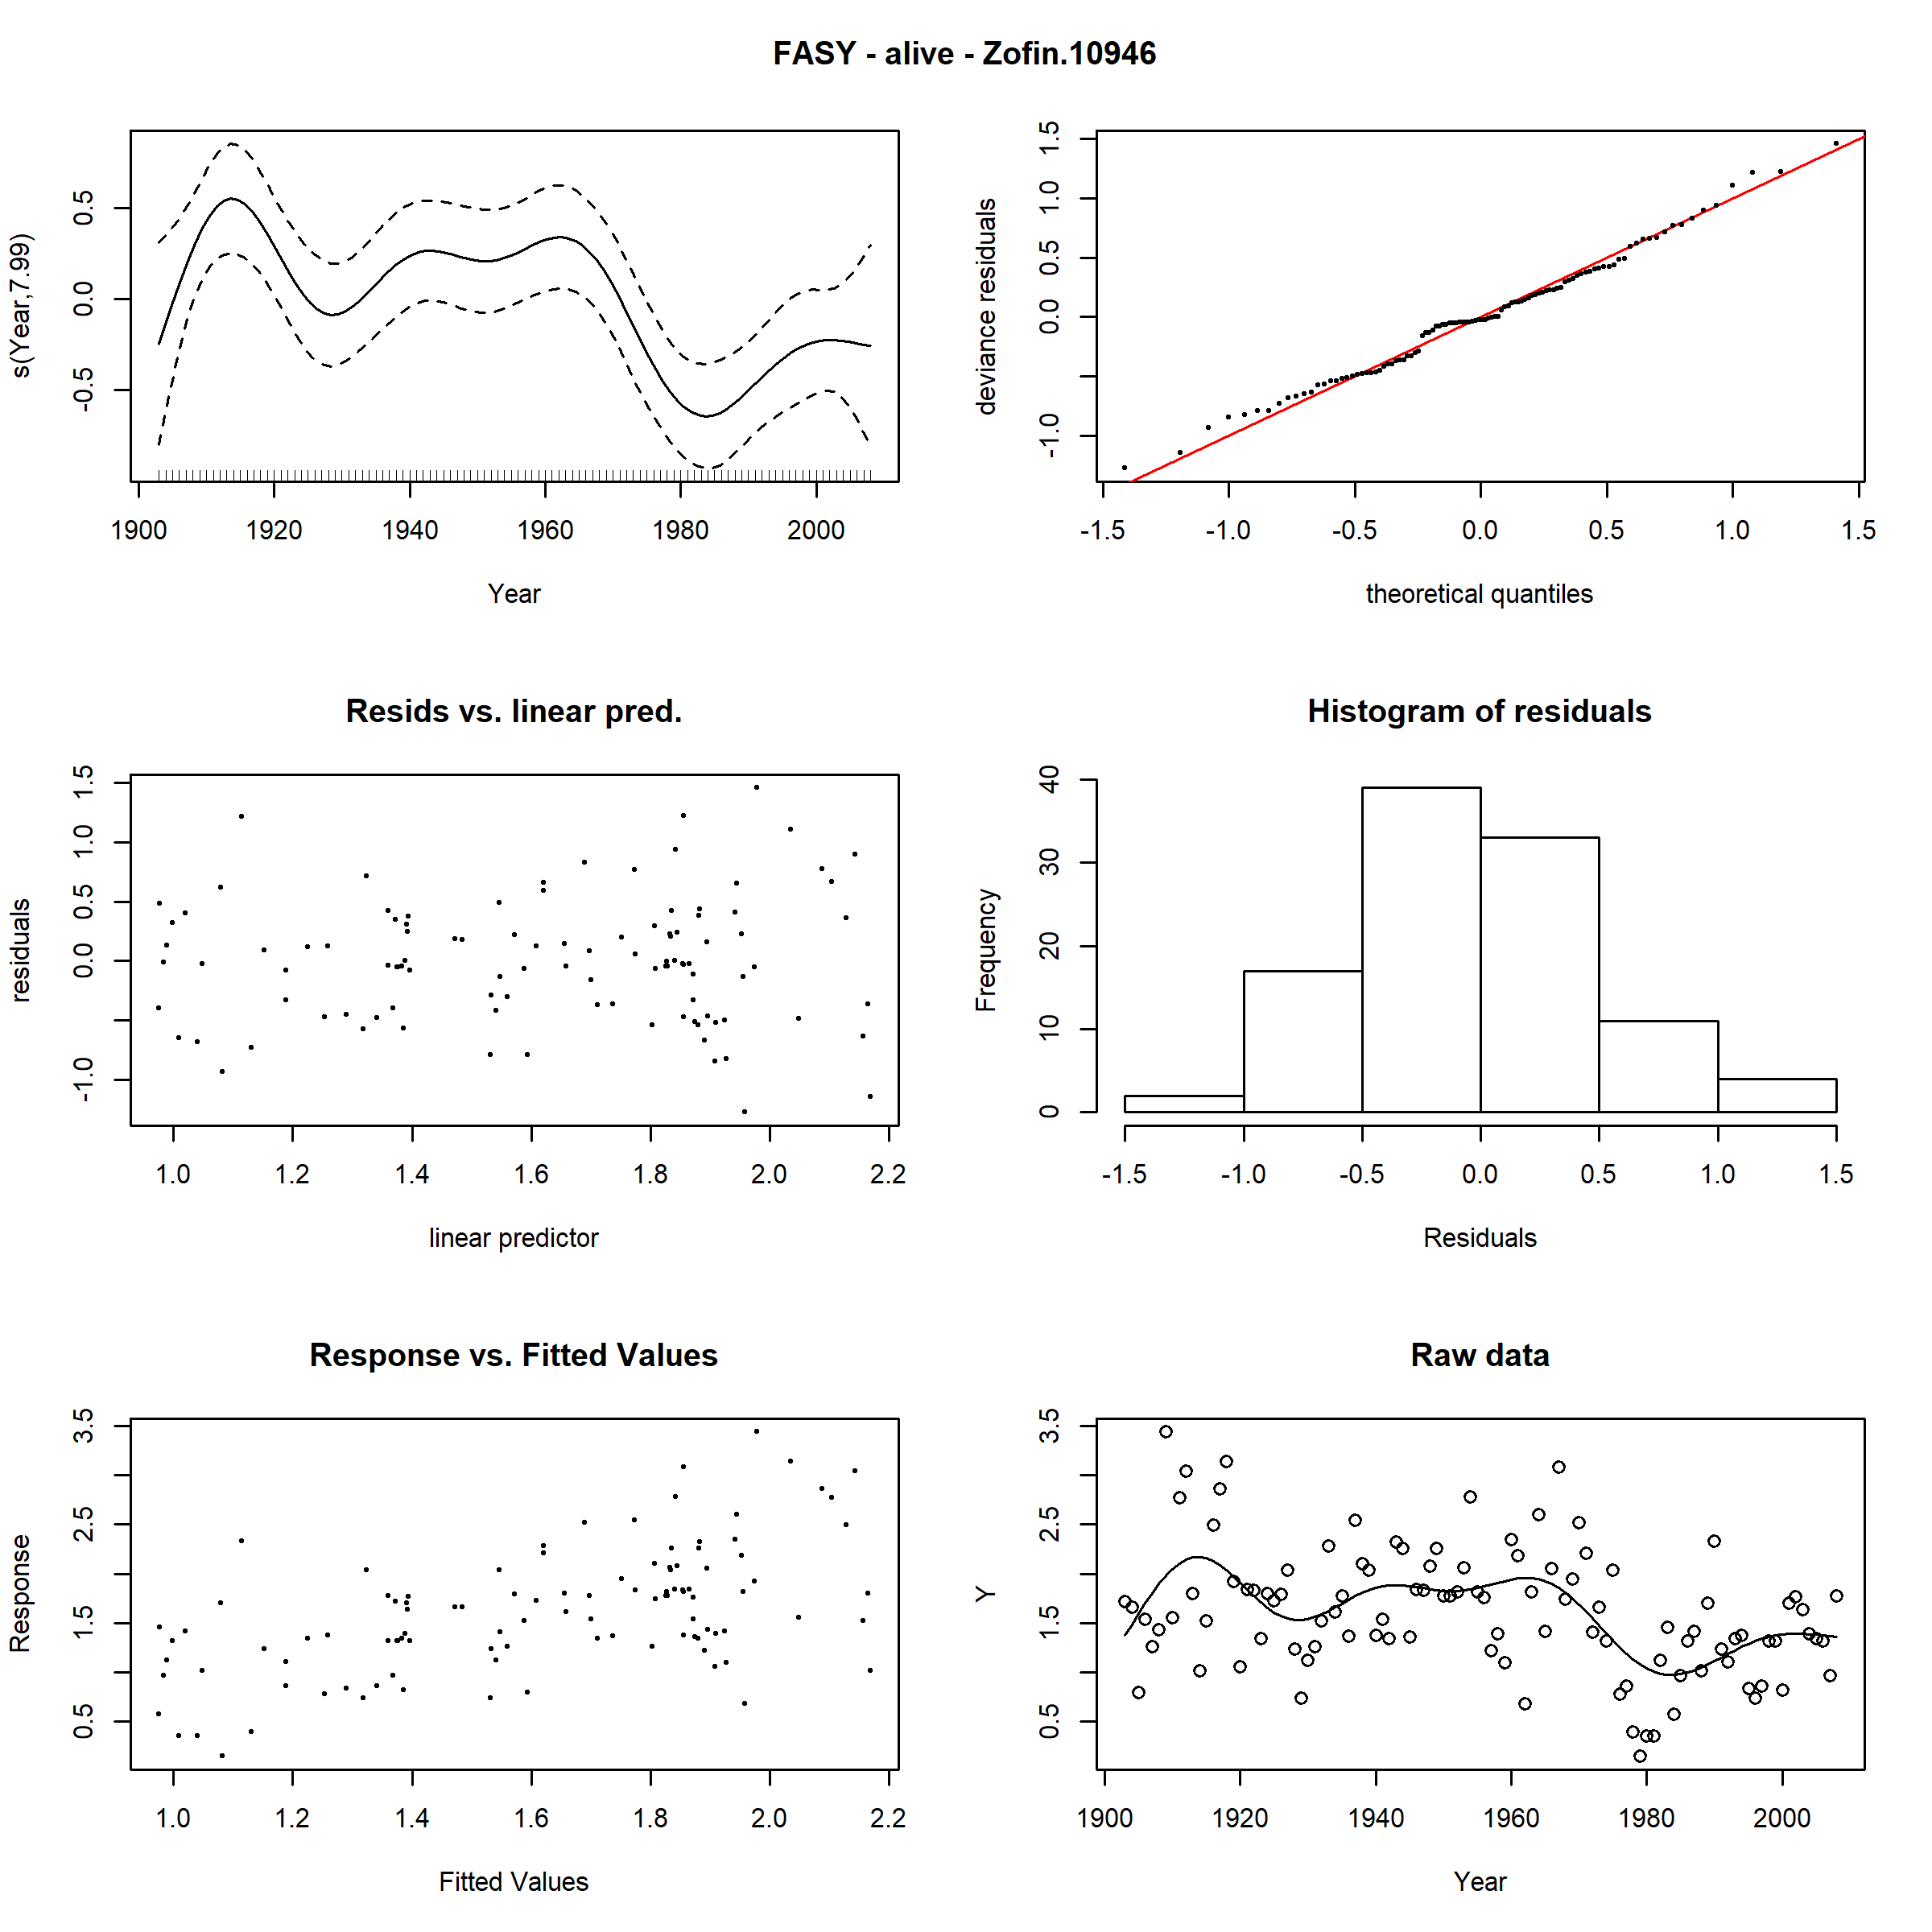 FASY - alive - Zofin.10946
s(Year,7.99)
0.5
0.0
-0.5
1900 1920 1940 1960 1980 2000
Year
deviance residuals
1.5
1.0
0.5
0.0
-1.0
-1.5 -1.0 -0.5 0.0 0.5 1.0 1.5
theoretical quantiles
Resids vs. linear pred.
residuals
1.5
1.0
0.5
0.0
-1.0
1.0 1.2 1.4 1.6 1.8 2.0 2.2
linear predictor
Histogram of residuals
Frequency
40
30
20
10
0
-1.5 -1.0 -0.5 0.0 0.5 1.0 1.5
Residuals
Response vs. Fitted Values
Response
3.5
2.5
1.5
0.5
1.0 1.2 1.4 1.6 1.8 2.0 2.2
Fitted Values
Raw data
Y
3.5
2.5
1.5
0.5
1900 1920 1940 1960 1980 2000
Year